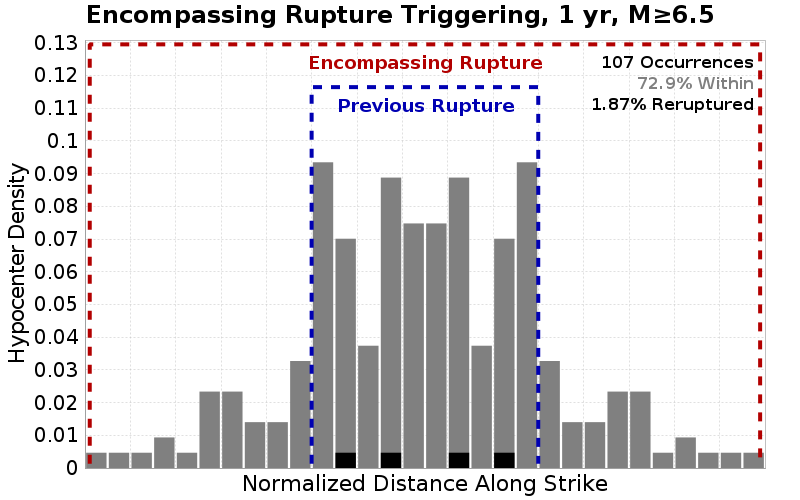 Encompassing Rupture Triggering, 1 yr, M≥6.5
Encompassing Rupture
Previous Rupture
107 Occurrences
72.9% Within
1.87% Reruptured
Hypocenter Density
0.13
0.12
0.11
0.1
0.09
0.08
0.07
0.06
0.05
0.04
0.03
0.02
0.01
0
Normalized Distance Along Strike